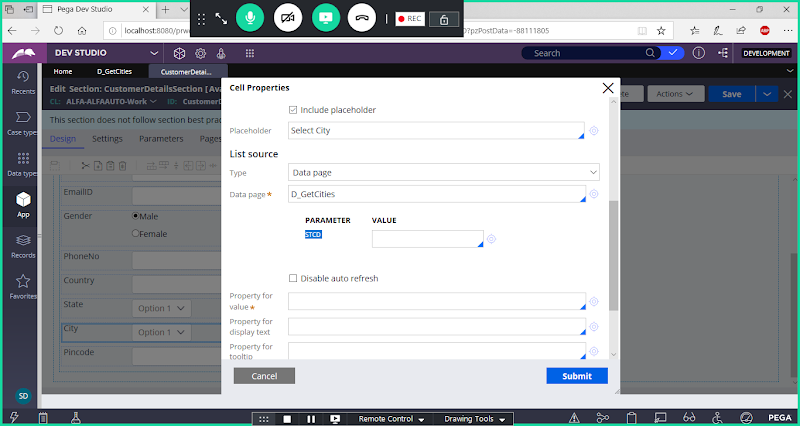 Pega Dev Studio
REC
localhost:8080/prwe
0?pzPostData=-88111805
ABP
DEV STUDIO
Search
DEVELOPMENT
Home
D_GetCities
CustomerDetai...
Recents
Case types
Data types
App
Records
Favorites
SD
Edit Section: CustomerDetailsSection [Ava
CL: ALFA-ALFAAUTO-Work
ID: CustomerD
ete
Actions
Save
This section does not follow section best prac
Design
Settings
Parameters
Pages
EmailID
Gender
Male
Female
PhoneNo
Country
State
Option 1
City
Option 1
Pincode
Cell Properties
Include placeholder
Placeholder
Select City
List source
Type
Data page
Data page*
D_GetCities
PARAMETER
VALUE
STCD
Disable auto refresh
Property for
value*
Property for
display text
Property for
tooltip
Cancel
Submit
Remote Control
Drawing Tools
PEGA